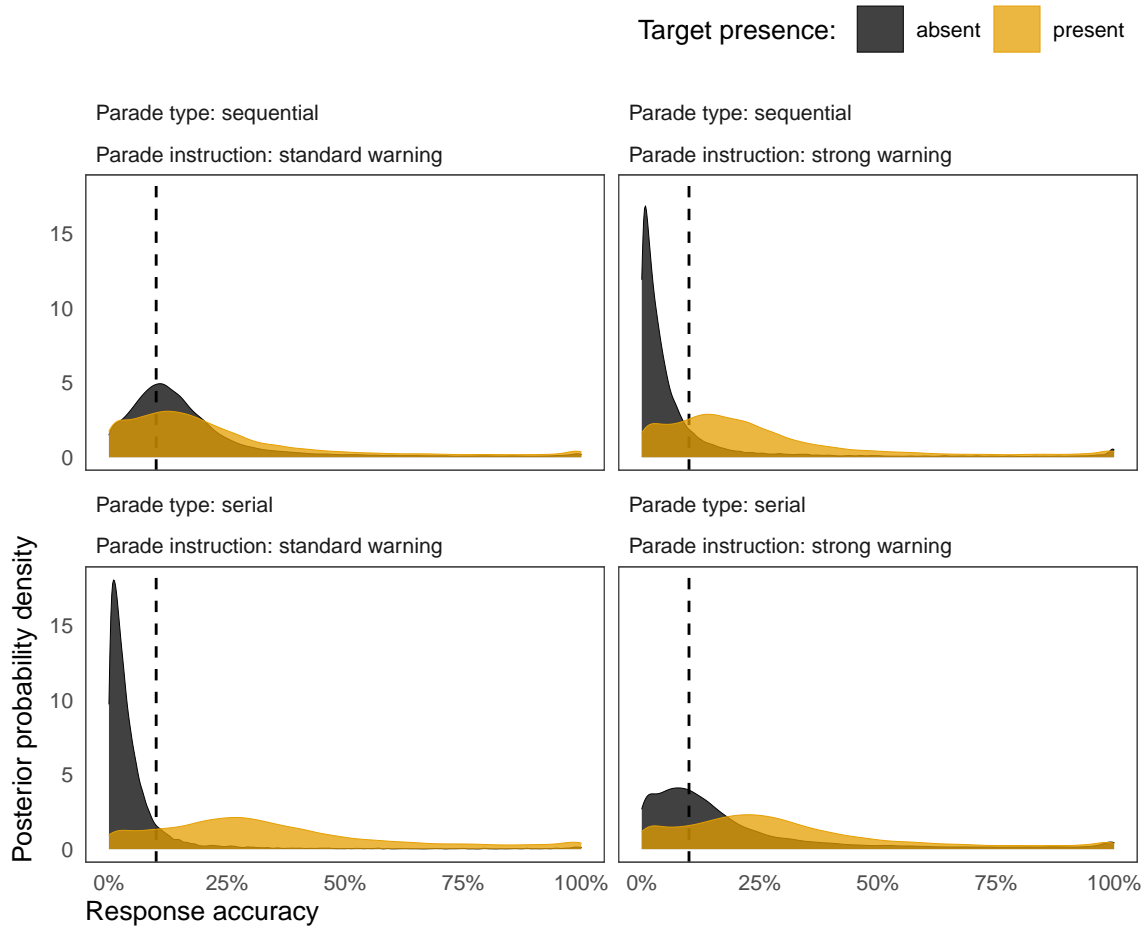 Target presence: absent present
Parade type: sequential
Parade instruction: standard warning
Parade type: sequential
Parade instruction: strong warning
15
10
5
0
Parade type: serial
Parade instruction: standard warning
Parade type: serial
Parade instruction: strong warning
15
10
5
0
0% 25% 50% 75% 100%
0% 25% 50% 75% 100%
Response accuracy
Posterior probability density